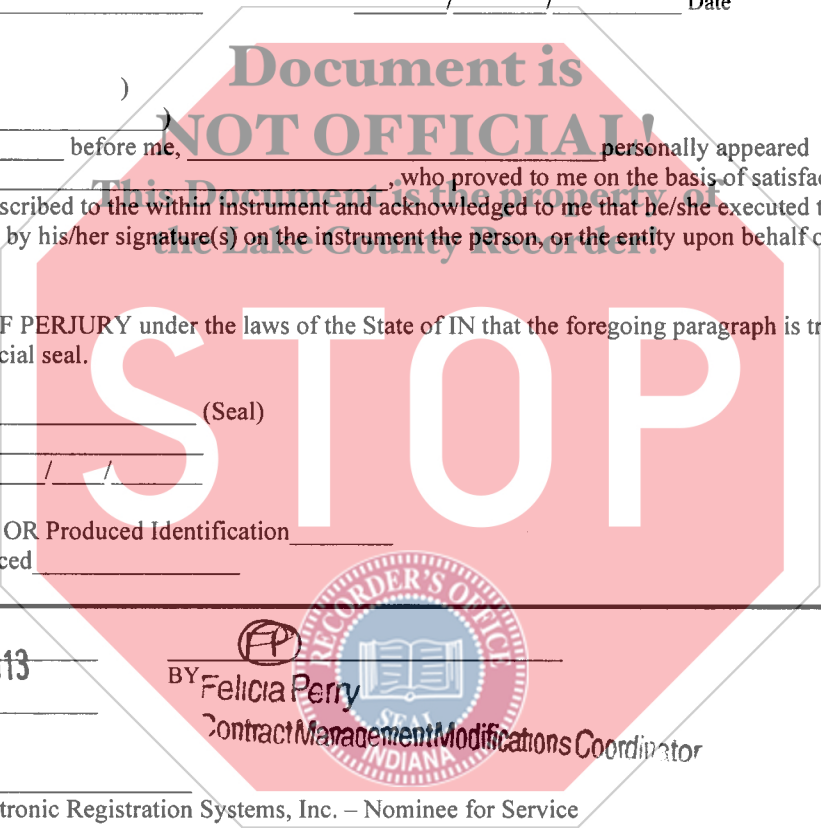 / / Date
Document is
)
NOT OFFICIAL!
)
before me, personally appeared
, who proved to me on the basis of satisfac
This Document is the property of
scribed to the within instrument and acknowledged to me that he/she executed t
by his/her signature(s) on the instrument the person, or the entity upon behalf o
the Lake County Recorder!
F PERJURY under the laws of the State of IN that the foregoing paragraph is tr
cial seal.
STOP
(Seal)
/ /
OR Produced Identification
ced
RECORDER'S OFFICE
FP
13
BY Felicia Perry
SEAL
Contract Management Modifications Coordinator
INDIANA
tronic Registration Systems, Inc. – Nominee for Service